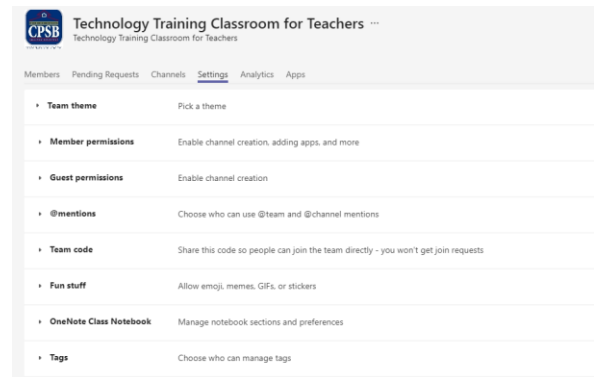 CPSB
Technology Training Classroom for Teachers ...
Technology Training Classroom for Teachers
Members Pending Requests Channels Settings Analytics Apps
Team theme Pick a theme
Member permissions Enable channel creation, adding apps, and more
Guest permissions Enable channel creation
@mentions Choose who can use @team and @channel mentions
Team code Share this code so people can join the team directly - you won't get join requests
Fun stuff Allow emoji, memes, GIFs, or stickers
OneNote Class Notebook Manage notebook sections and preferences
Tags Choose who can manage tags